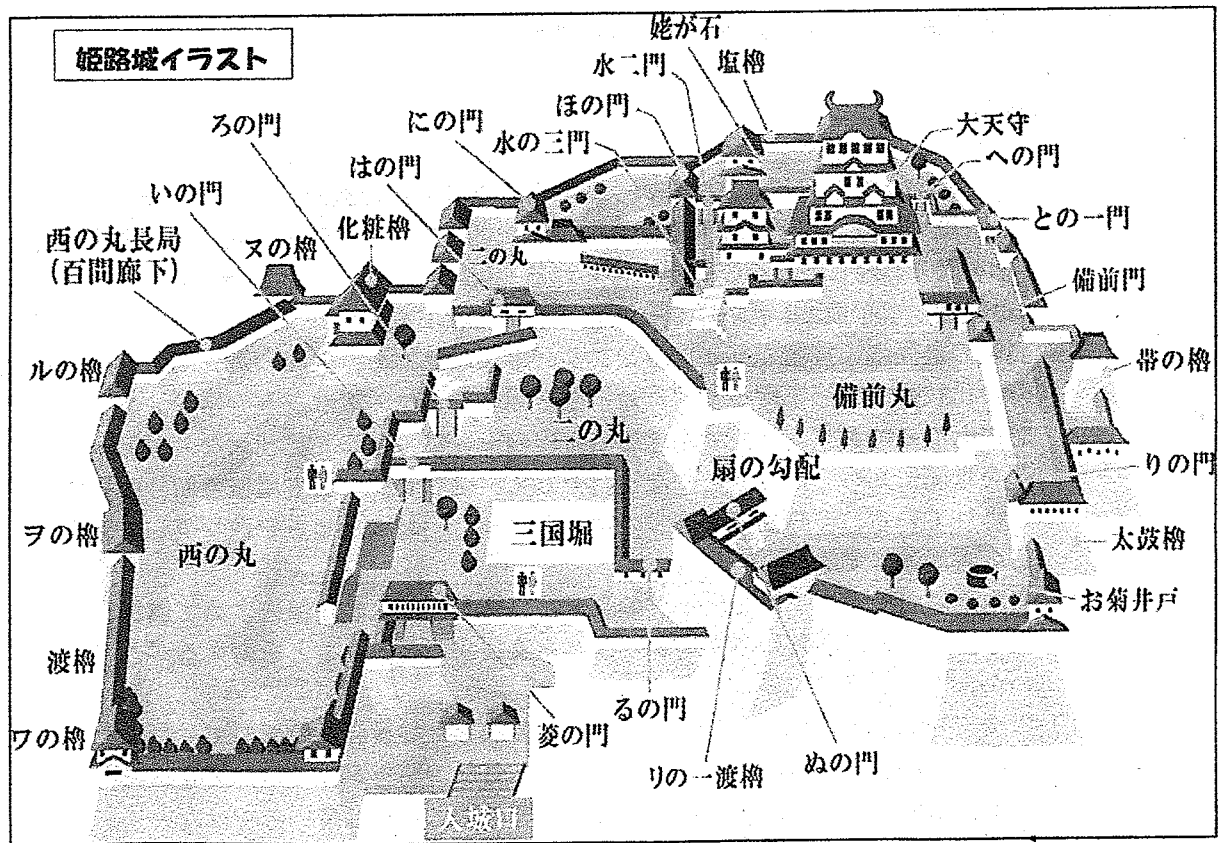 姫路城イラスト
姥が石
水二門
塩櫓
ほの門
にの門
水の三門
ろの門
はの門
いの門
大天守
への門
との一門
西の丸長局
(百間廊下)
ヌの櫓
化粧櫓
二の丸
備前門
ルの櫓
帯の櫓
備前丸
二の丸
扇の勾配
りの門
ヲの櫓
西の丸
三国堀
太鼓櫓
お菊井戸
渡櫓
るの門
ワの櫓
菱の門
リの一渡櫓
ぬの門
入城口